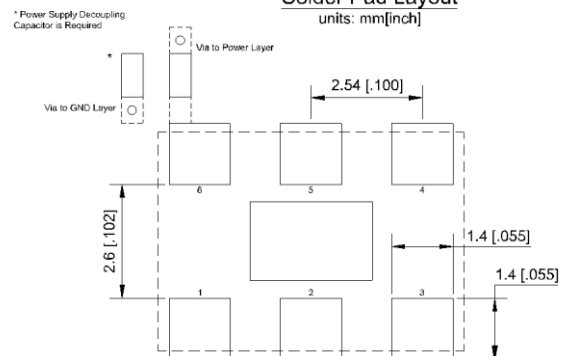 Solder Pad Layout
units: mm[inch]
* Power Supply Decoupling
Capacitor is Required
Via to Power Layer
*
Via to GND Layer
2.54 [.100]
6
5
4
2.6 [.102]
1.4 [.055]
1.4 [.055]
1
2
3